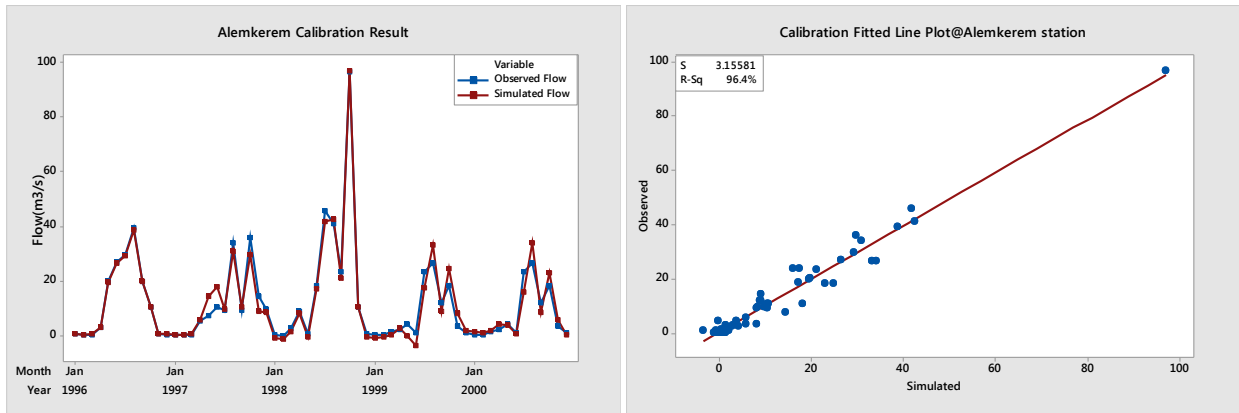 Alemkerem Calibration Result
Variable
Observed Flow
Simulated Flow
Flow(m3/s)
100
80
60
40
20
0
Month Jan Jan Jan Jan Jan
Year 1996 1997 1998 1999 2000
Calibration Fitted Line Plot@Alemkerem station
S 3.15581
R-Sq 96.4%
Observed
100
80
60
40
20
0
0 20 40 60 80 100
Simulated